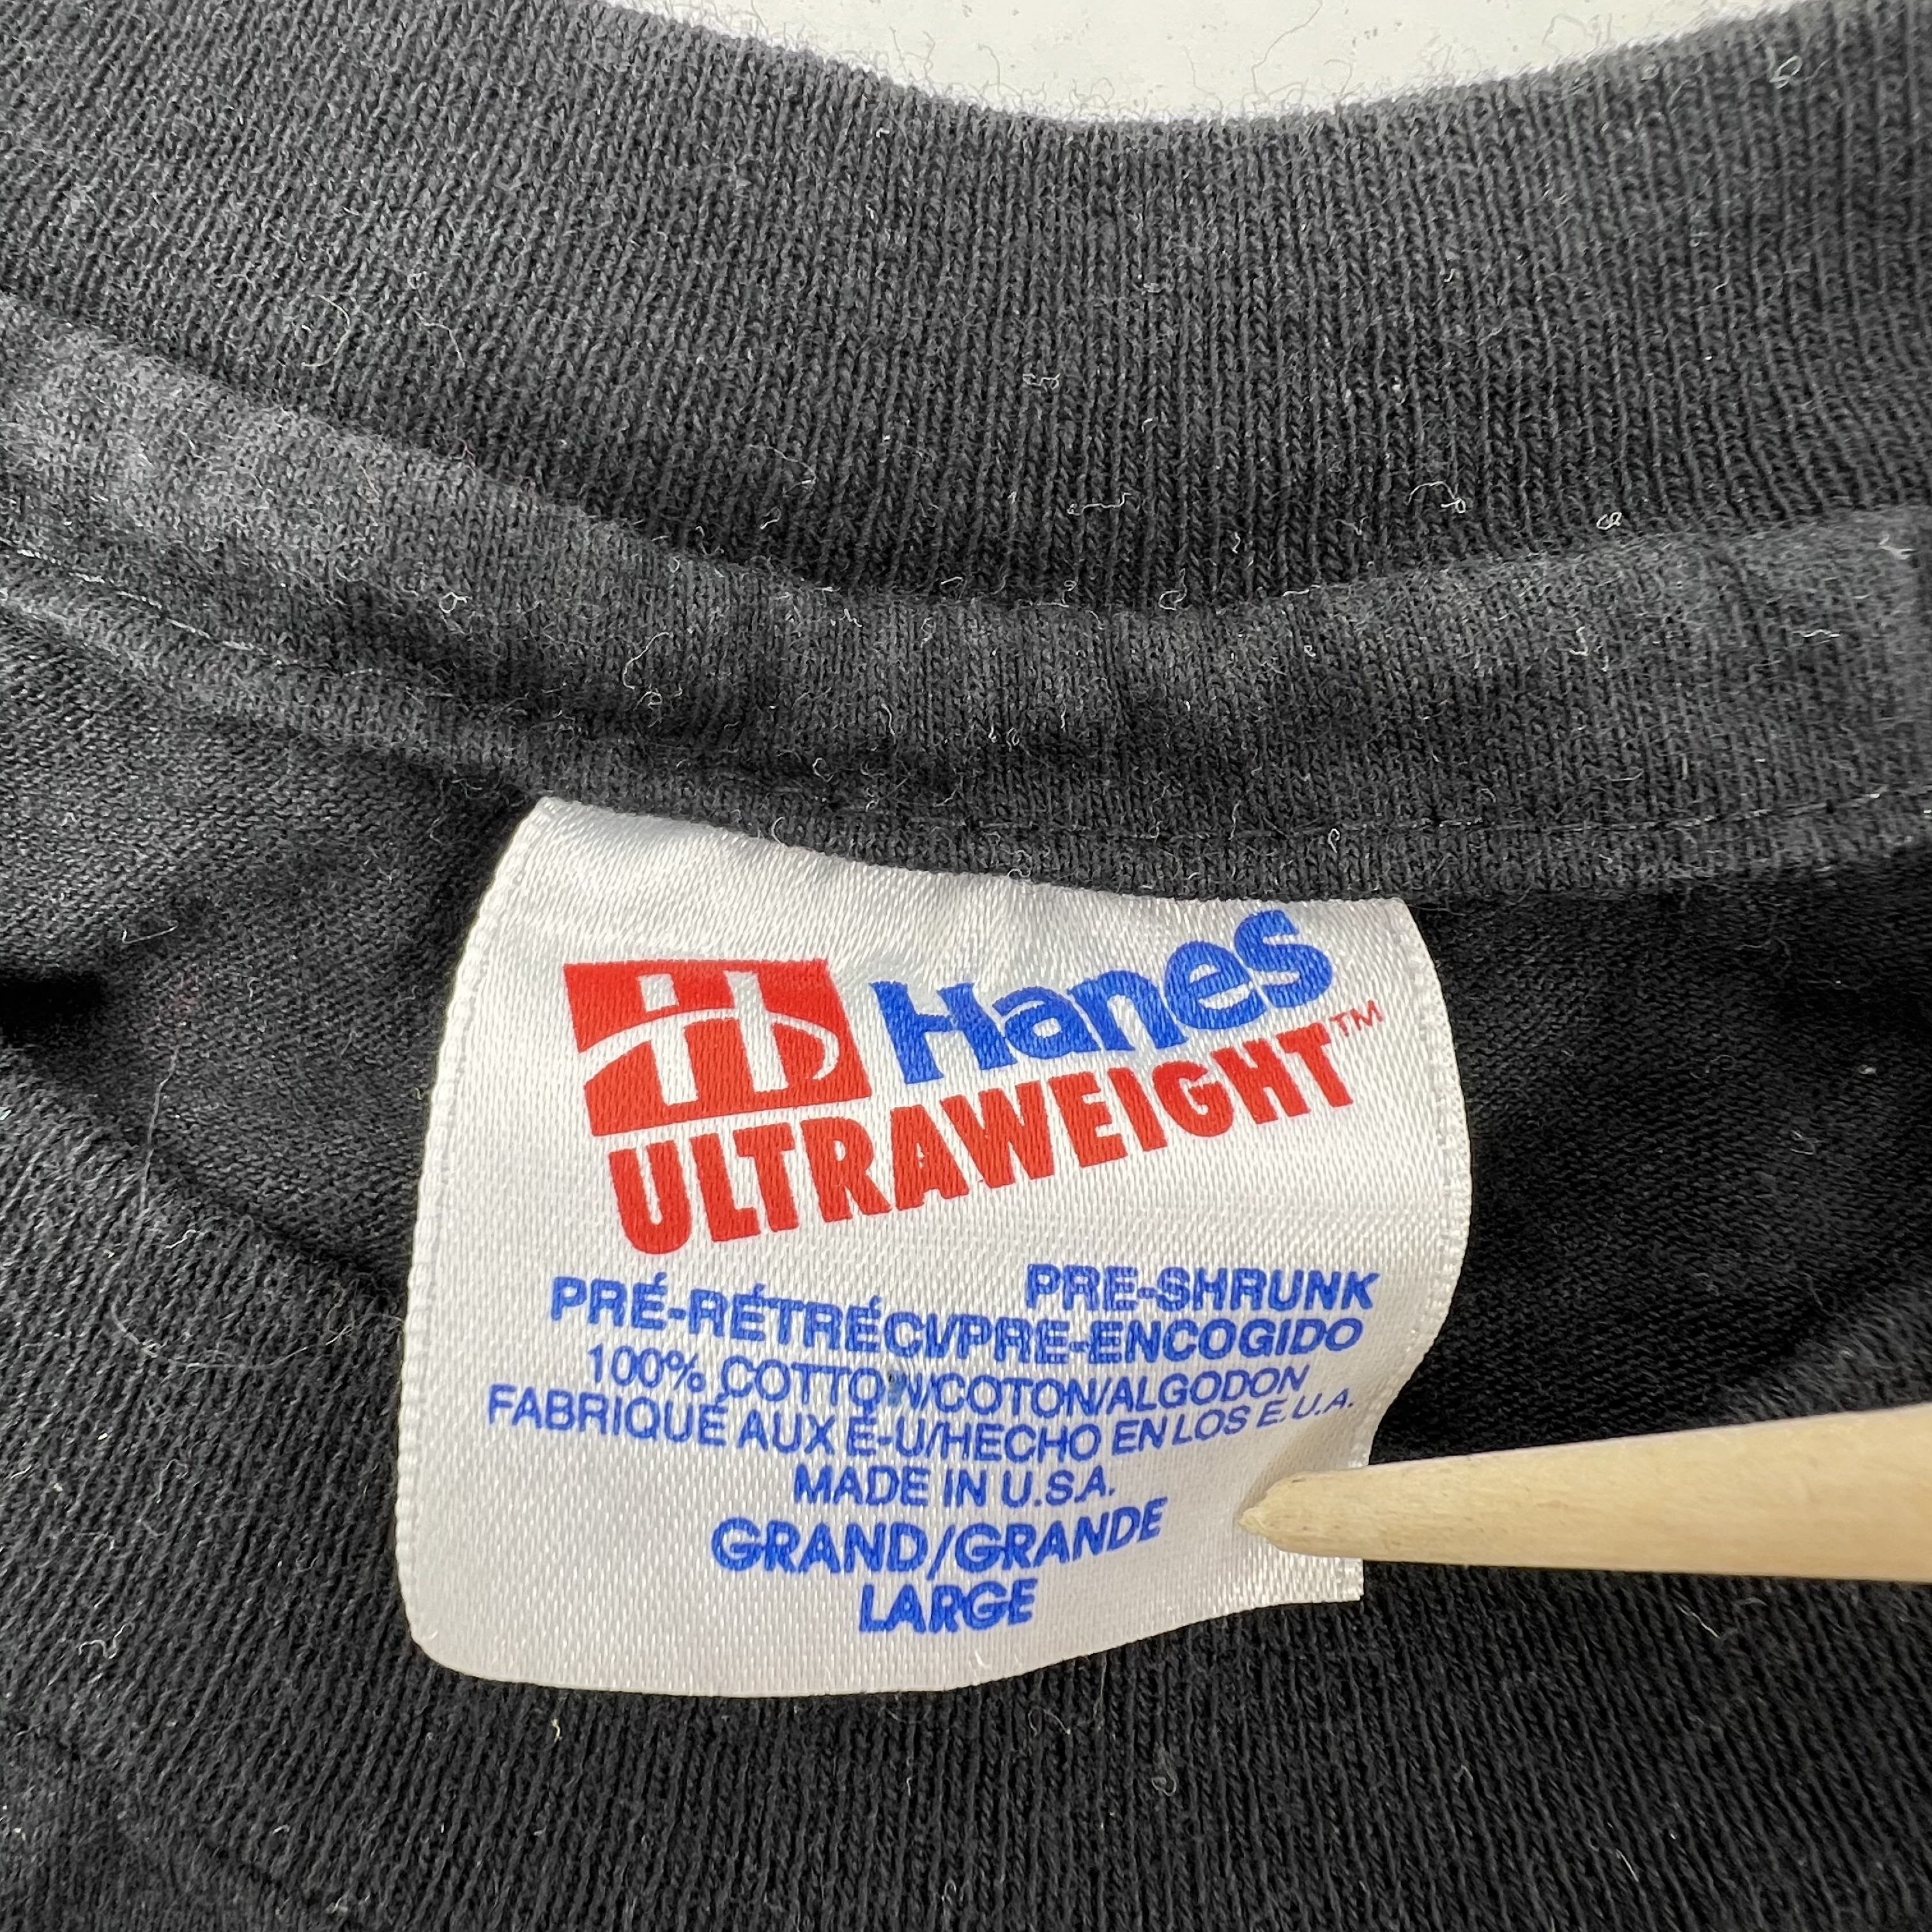 H Hanes
ULTRAWEIGHT™
PRE-SHRUNK
PRÉ-RÉTRÉCI/PRE-ENCOGIDO
100% COTTON/COTON/ALGODON
FABRIQUÉ AUX É-U/HECHO EN LOS E.U.A.
MADE IN U.S.A.
GRAND/GRANDE
LARGE